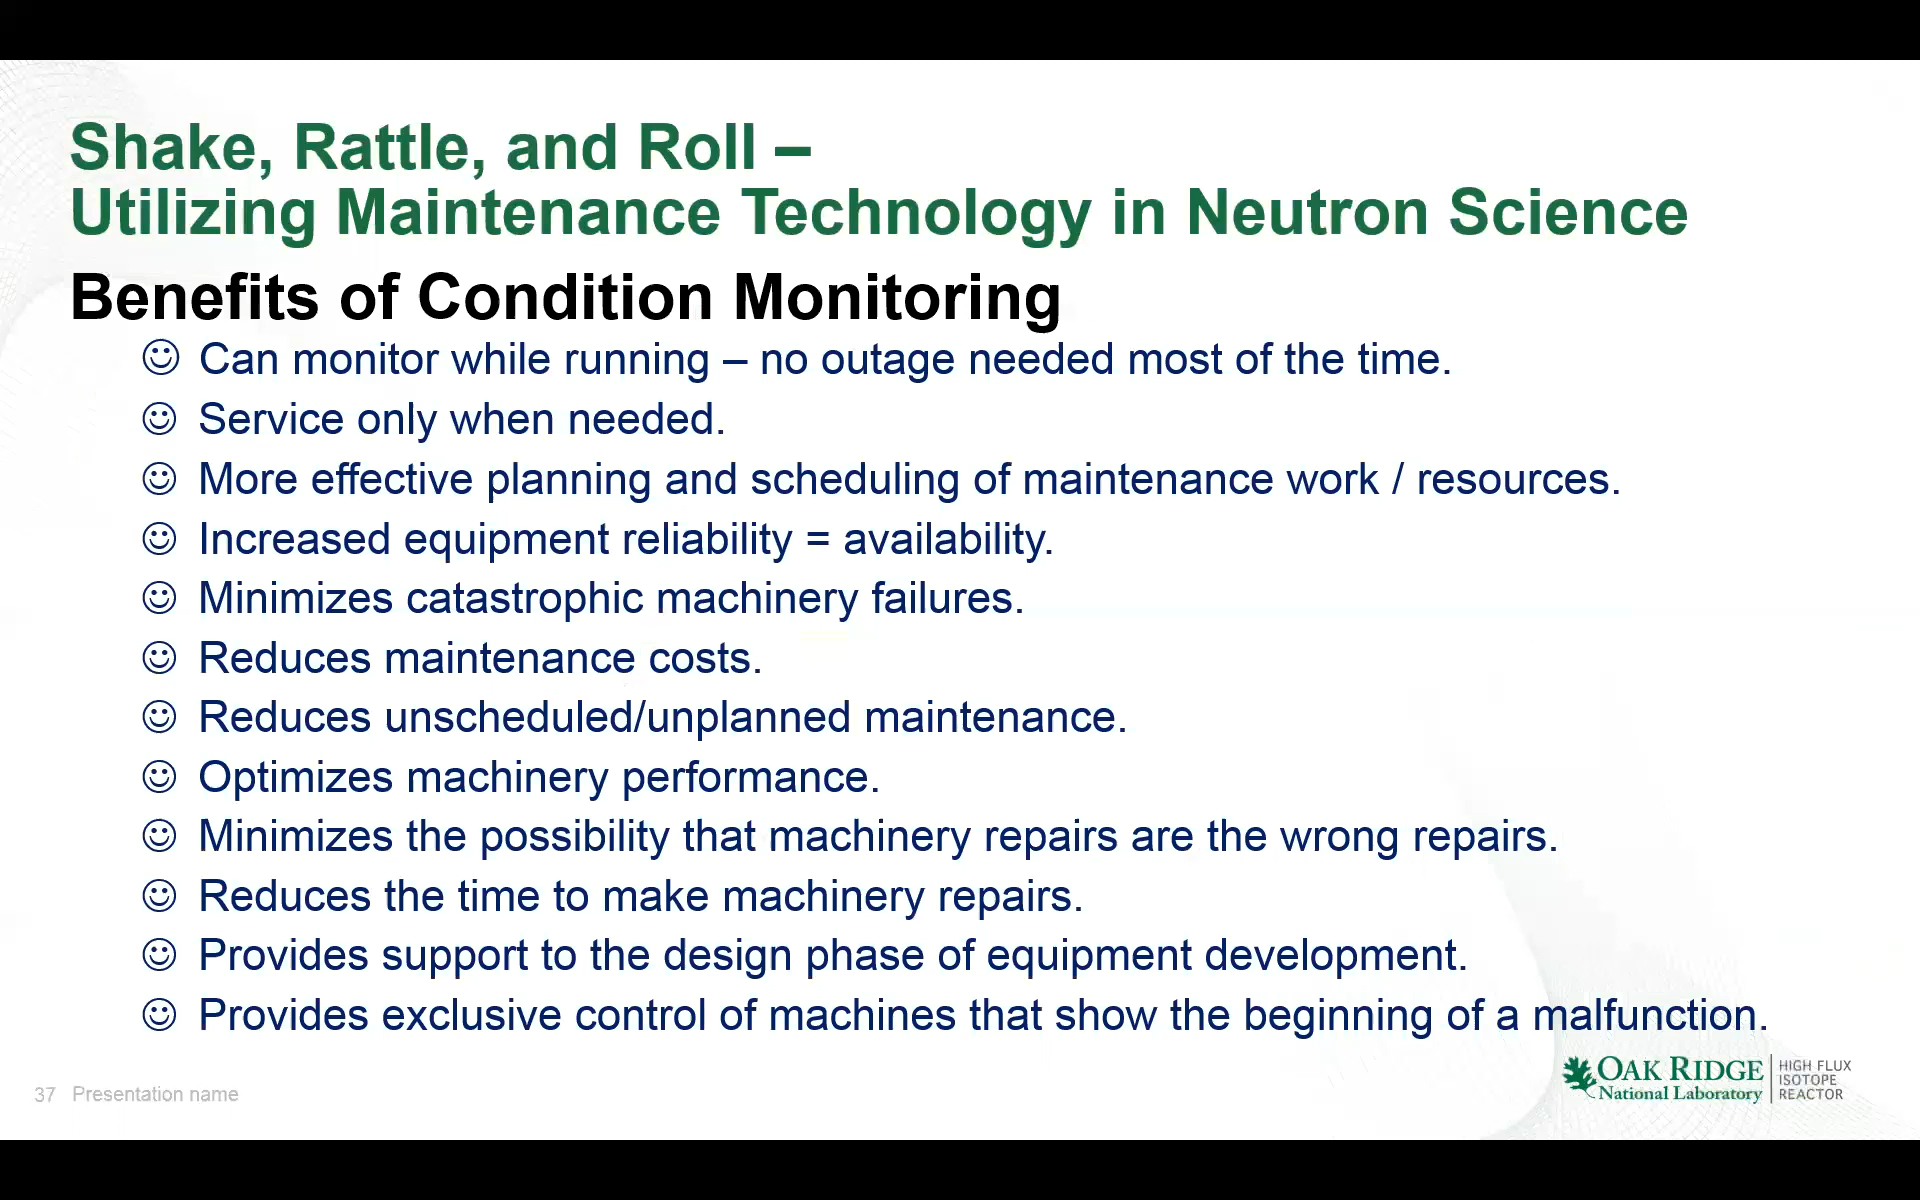 Shake, Rattle, and Roll –
Utilizing Maintenance Technology in Neutron Science
Benefits of Condition Monitoring
Can monitor while running – no outage needed most of the time.
Service only when needed.
More effective planning and scheduling of maintenance work / resources.
Increased equipment reliability = availability.
Minimizes catastrophic machinery failures.
Reduces maintenance costs.
Reduces unscheduled/unplanned maintenance.
Optimizes machinery performance.
Minimizes the possibility that machinery repairs are the wrong repairs.
Reduces the time to make machinery repairs.
Provides support to the design phase of equipment development.
Provides exclusive control of machines that show the beginning of a malfunction.
37 Presentation name
OAK RIDGE
National Laboratory
HIGH FLUX
ISOTOPE
REACTOR